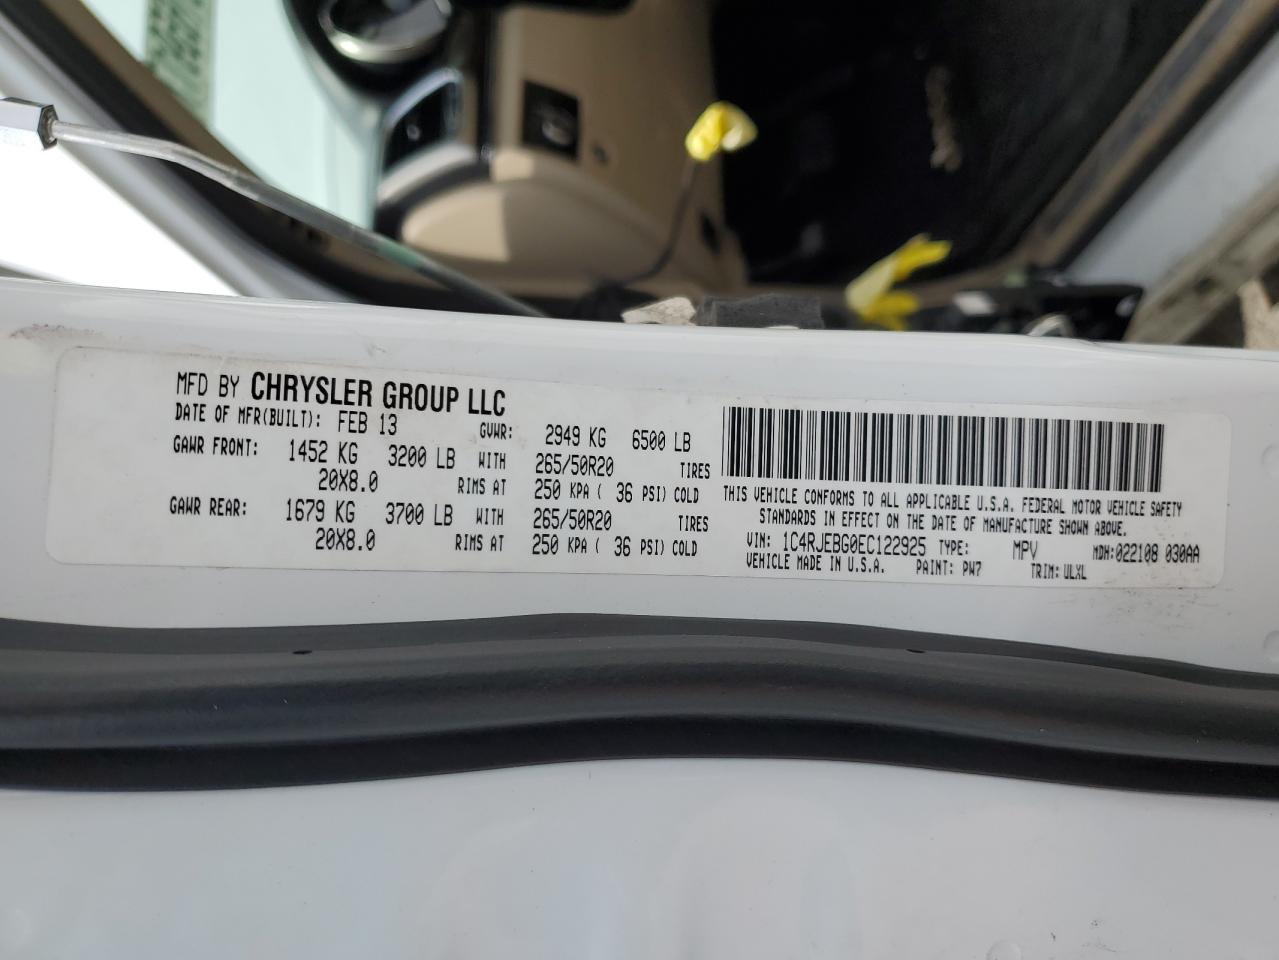 MFD BY CHRYSLER GROUP LLC
DATE OF MFR(BUILT): FEB 13 GVWR: 2949 KG 6500 LB
GAWR FRONT: 1452 KG 3200 LB WITH 265/50R20 TIRES
20X8.0 RIMS AT 250 KPA ( 36 PSI) COLD
GAWR REAR: 1679 KG 3700 LB WITH 265/50R20 TIRES
20X8.0 RIMS AT 250 KPA ( 36 PSI) COLD
THIS VEHICLE CONFORMS TO ALL APPLICABLE U.S.A. FEDERAL MOTOR VEHICLE SAFETY
STANDARDS IN EFFECT ON THE DATE OF MANUFACTURE SHOWN ABOVE.
VIN: 1C4RJEBG0EC122925 TYPE: MPV MDH:022108 030AA
VEHICLE MADE IN U.S.A. PAINT: PW7 TRIM: ULXL